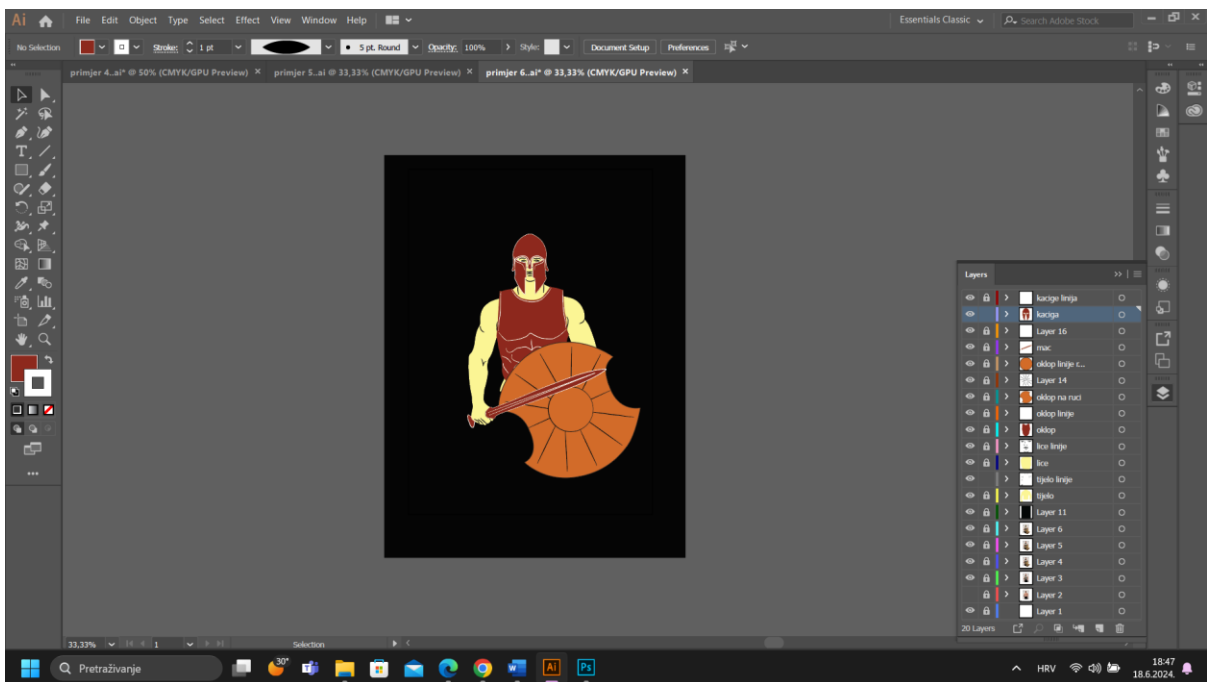 Ai File Edit Object Type Select Effect View Window Help Essentials Classic Search Adobe Stock
No Selection Stroke: 1 pt 5 pt. Round Opacity: 100% Style: Document Setup Preferences
primjer 4..ai* @ 50% (CMYK/GPU Preview) × primjer 5..ai @ 33,33% (CMYK/GPU Preview) × primjer 6..ai* @ 33,33% (CMYK/GPU Preview) ×
Layers
kacige linija
kaciga
Layer 16
mac
oklop linije r...
Layer 14
oklop na ruci
oklop linije
oklop
lice linije
lice
tijelo linije
tijelo
Layer 11
Layer 6
Layer 5
Layer 4
Layer 3
Layer 2
Layer 1
20 Layers
33,33% 1 Selection
Pretraživanje 30° Ai Ps HRV 18:47
18.6.2024.